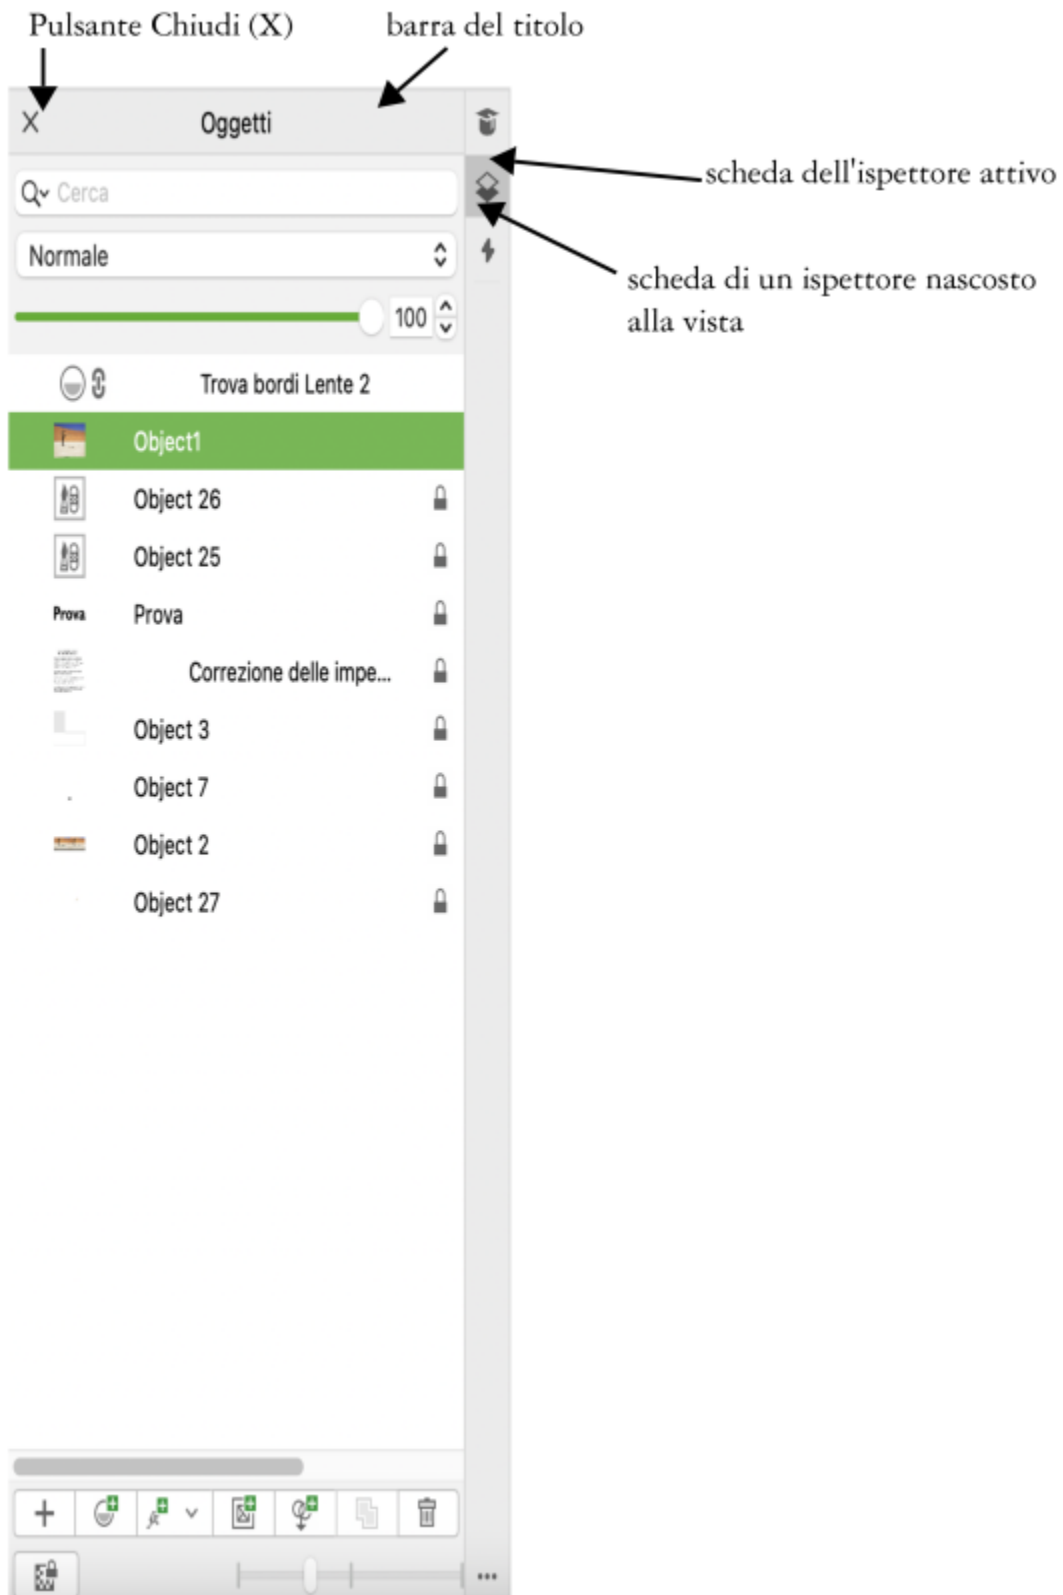 Pulsante Chiudi (X)
barra del titolo
Oggetti
scheda dell'ispettore attivo
Cerca
Normale
scheda di un ispettore nascosto
alla vista
100
Trova bordi Lente 2
Object1
Object 26
Object 25
Prova Prova
Correzione delle impe...
Object 3
Object 7
Object 2
Object 27